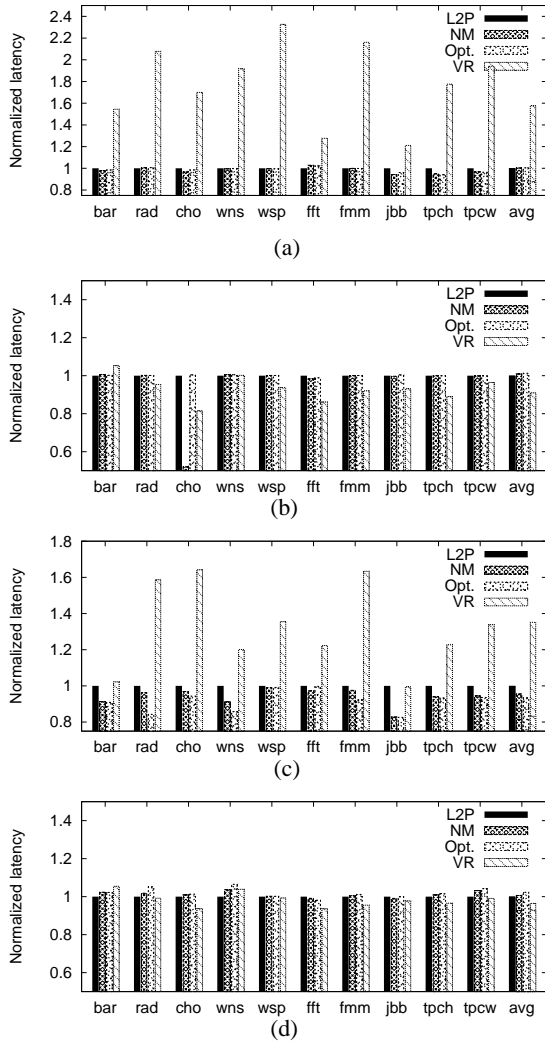 L2P
NM
Opt.
VR
Normalized latency
2.4
2.2
2
1.8
1.6
1.4
1.2
1
0.8
bar rad cho wns wsp fft fmm jbb tpch tpcw avg
(a)
L2P
NM
Opt.
VR
Normalized latency
1.4
1.2
1
0.8
0.6
bar rad cho wns wsp fft fmm jbb tpch tpcw avg
(b)
L2P
NM
Opt.
VR
Normalized latency
1.8
1.6
1.4
1.2
1
0.8
bar rad cho wns wsp fft fmm jbb tpch tpcw avg
(c)
L2P
NM
Opt.
VR
Normalized latency
1.4
1.2
1
0.8
0.6
bar rad cho wns wsp fft fmm jbb tpch tpcw avg
(d)